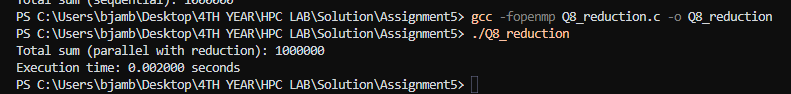 Total sum (sequential): 1000000
PS C:\Users\bjamb\Desktop\4TH YEAR\HPC LAB\Solution\Assignment5> gcc -fopenmp Q8_reduction.c -o Q8_reduction
PS C:\Users\bjamb\Desktop\4TH YEAR\HPC LAB\Solution\Assignment5> ./Q8_reduction
Total sum (parallel with reduction): 1000000
Execution time: 0.002000 seconds
PS C:\Users\bjamb\Desktop\4TH YEAR\HPC LAB\Solution\Assignment5>